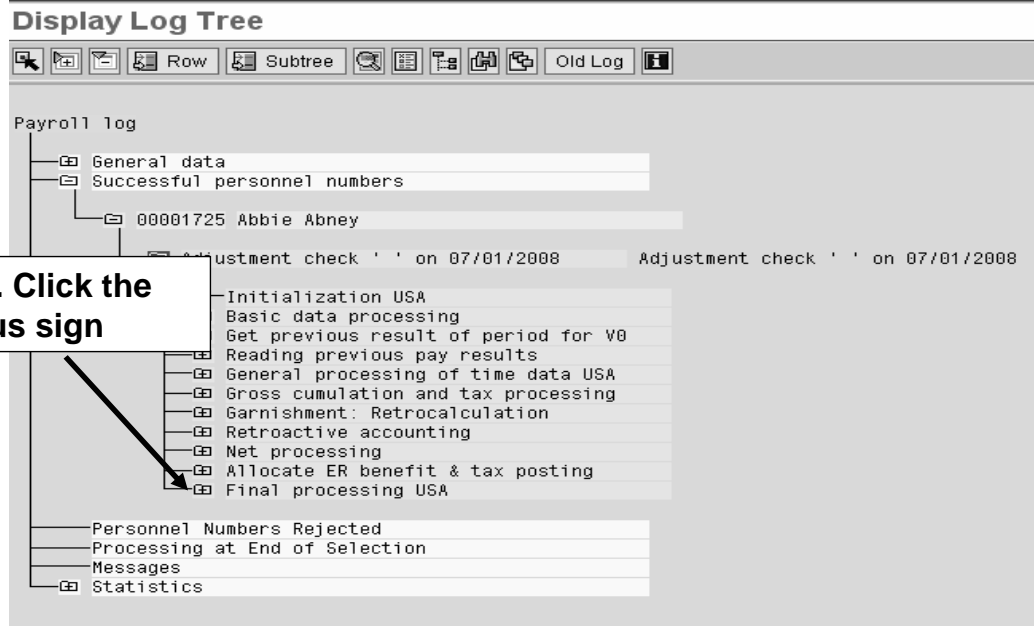 Display Log Tree
Row Subtree Old Log
Payroll log
General data
Successful personnel numbers
00001725 Abbie Abney
Adjustment check ' ' on 07/01/2008 Adjustment check ' ' on 07/01/2008
. Click the
us sign
Initialization USA
Basic data processing
Get previous result of period for V0
Reading previous pay results
General processing of time data USA
Gross cumulation and tax processing
Garnishment: Retrocalculation
Retroactive accounting
Net processing
Allocate ER benefit & tax posting
Final processing USA
Personnel Numbers Rejected
Processing at End of Selection
Messages
Statistics